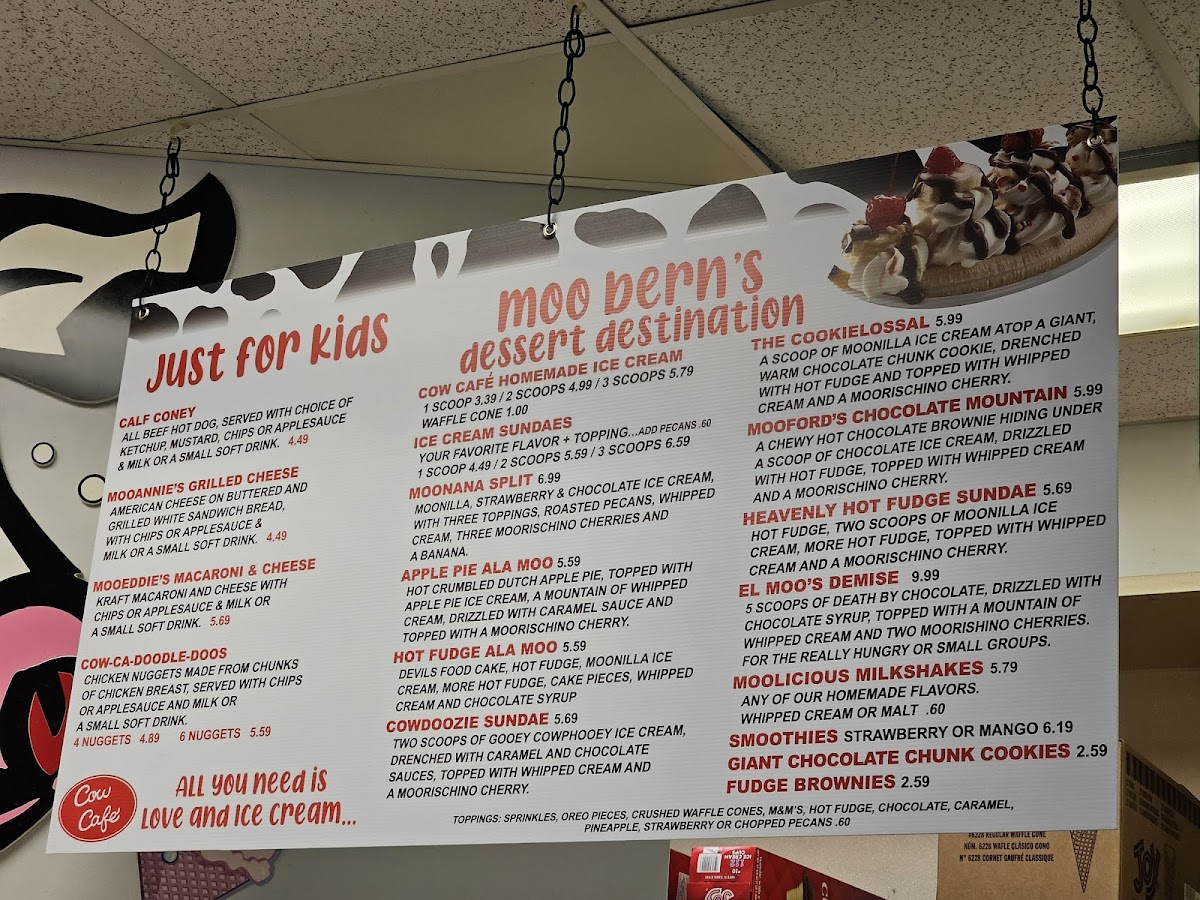 Just for kids
CALF CONEY
ALL BEEF HOT DOG, SERVED WITH CHOICE OF
KETCHUP, MUSTARD, CHIPS OR APPLESAUCE
& MILK OR A SMALL SOFT DRINK. 4.49
MOOANNIE'S GRILLED CHEESE
AMERICAN CHEESE ON BUTTERED AND
GRILLED WHITE SANDWICH BREAD,
WITH CHIPS OR APPLESAUCE &
MILK OR A SMALL SOFT DRINK. 4.49
MOOEDDIE'S MACARONI & CHEESE
KRAFT MACARONI AND CHEESE WITH
CHIPS OR APPLESAUCE & MILK OR
A SMALL SOFT DRINK. 5.69
COW-CA-DOODLE-DOOS
CHICKEN NUGGETS MADE FROM CHUNKS
OF CHICKEN BREAST, SERVED WITH CHIPS
OR APPLESAUCE AND MILK OR
A SMALL SOFT DRINK.
4 NUGGETS 4.89 6 NUGGETS 5.59
Cow
Café
ALL YOU NEED IS
LOVE AND ICE CREAM...
moo bern's
dessert destination
COW CAFÉ HOMEMADE ICE CREAM
1 SCOOP 3.39 / 2 SCOOPS 4.99 / 3 SCOOPS 5.79
WAFFLE CONE 1.00
ICE CREAM SUNDAES
YOUR FAVORITE FLAVOR + TOPPING...ADD PECANS .60
1 SCOOP 4.49 / 2 SCOOPS 5.59 / 3 SCOOPS 6.59
MOONANA SPLIT 6.99
MOONILLA, STRAWBERRY & CHOCOLATE ICE CREAM,
WITH THREE TOPPINGS, ROASTED PECANS, WHIPPED
CREAM, THREE MOORISCHINO CHERRIES AND
A BANANA.
APPLE PIE ALA MOO 5.59
HOT CRUMBLED DUTCH APPLE PIE, TOPPED WITH
APPLE PIE ICE CREAM, A MOUNTAIN OF WHIPPED
CREAM, DRIZZLED WITH CARAMEL SAUCE AND
TOPPED WITH A MOORISCHINO CHERRY.
HOT FUDGE ALA MOO 5.59
DEVILS FOOD CAKE, HOT FUDGE, MOONILLA ICE
CREAM, MORE HOT FUDGE, CAKE PIECES, WHIPPED
CREAM AND CHOCOLATE SYRUP
COWDOOZIE SUNDAE 5.69
TWO SCOOPS OF GOOEY COWPHOOEY ICE CREAM,
DRENCHED WITH CARAMEL AND CHOCOLATE
SAUCES, TOPPED WITH WHIPPED CREAM AND
A MOORISCHINO CHERRY.
THE COOKIELOSSAL 5.99
A SCOOP OF MOONILLA ICE CREAM ATOP A GIANT,
WARM CHOCOLATE CHUNK COOKIE, DRENCHED
WITH HOT FUDGE AND TOPPED WITH WHIPPED
CREAM AND A MOORISCHINO CHERRY.
MOOFORD'S CHOCOLATE MOUNTAIN 5.99
A CHEWY HOT CHOCOLATE BROWNIE HIDING UNDER
A SCOOP OF CHOCOLATE ICE CREAM, DRIZZLED
WITH HOT FUDGE, TOPPED WITH WHIPPED CREAM
AND A MOORISCHINO CHERRY.
HEAVENLY HOT FUDGE SUNDAE 5.69
HOT FUDGE, TWO SCOOPS OF MOONILLA ICE
CREAM, MORE HOT FUDGE, TOPPED WITH WHIPPED
CREAM AND A MOORISCHINO CHERRY.
EL MOO'S DEMISE 9.99
5 SCOOPS OF DEATH BY CHOCOLATE, DRIZZLED WITH
CHOCOLATE SYRUP, TOPPED WITH A MOUNTAIN OF
WHIPPED CREAM AND TWO MOORISHINO CHERRIES.
FOR THE REALLY HUNGRY OR SMALL GROUPS.
MOOLICIOUS MILKSHAKES 5.79
ANY OF OUR HOMEMADE FLAVORS.
WHIPPED CREAM OR MALT .60
SMOOTHIES STRAWBERRY OR MANGO 6.19
GIANT CHOCOLATE CHUNK COOKIES 2.59
FUDGE BROWNIES 2.59
TOPPINGS: SPRINKLES, OREO PIECES, CRUSHED WAFFLE CONES, M&M'S, HOT FUDGE, CHOCOLATE, CARAMEL,
PINEAPPLE, STRAWBERRY OR CHOPPED PECANS .60
#6228 REGULAR WAFFLE CONE
NÚM. 6228 WAFLE CLÁSICO CONO
N° 6228 CORNET GAUFRÉ CLASSIQUE
ICE CREAM
CUPS
JOY